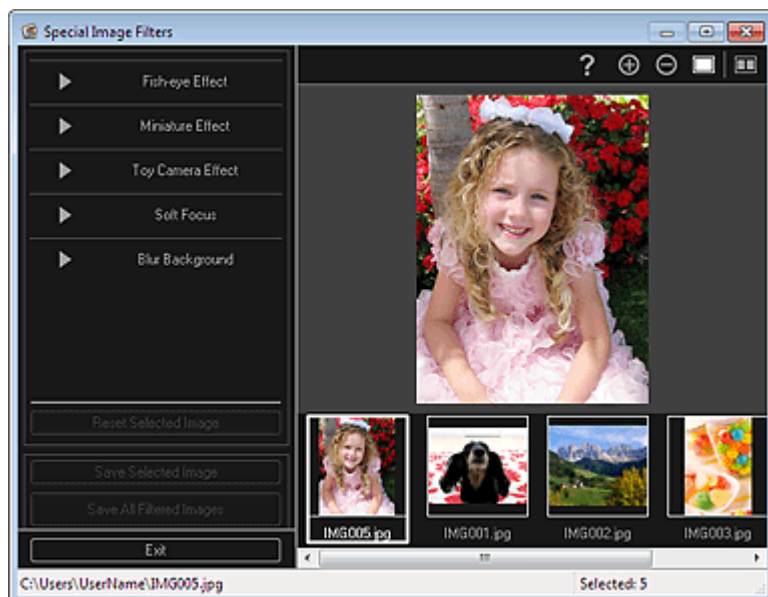 Special Image Filters
Fish-eye Effect
Miniature Effect
Toy Camera Effect
Soft Focus
Blur Background
Reset Selected Image
Save Selected Image
Save All Filtered Images
Exit
?
IMG005.jpg
IMG001.jpg
IMG002.jpg
IMG003.jpg
C:\Users\UserName\IMG005.jpg
Selected: 5